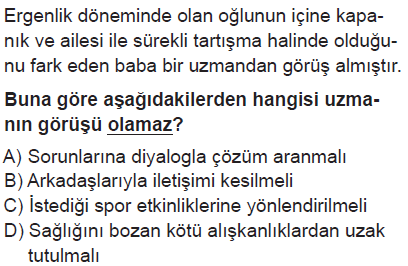 Ergenlik döneminde olan oğlunun içine kapa-
nık ve ailesi ile sürekli tartışma halinde olduğu-
nu fark eden baba bir uzmandan görüş almıştır.
Buna göre aşağıdakilerden hangisi uzma-
nın görüşü olamaz?
A) Sorunlarına diyalogla çözüm aranmalı
B) Arkadaşlarıyla iletişimi kesilmeli
C) İstediği spor etkinliklerine yönlendirilmeli
D) Sağlığını bozan kötü alışkanlıklardan uzak
tutulmalı